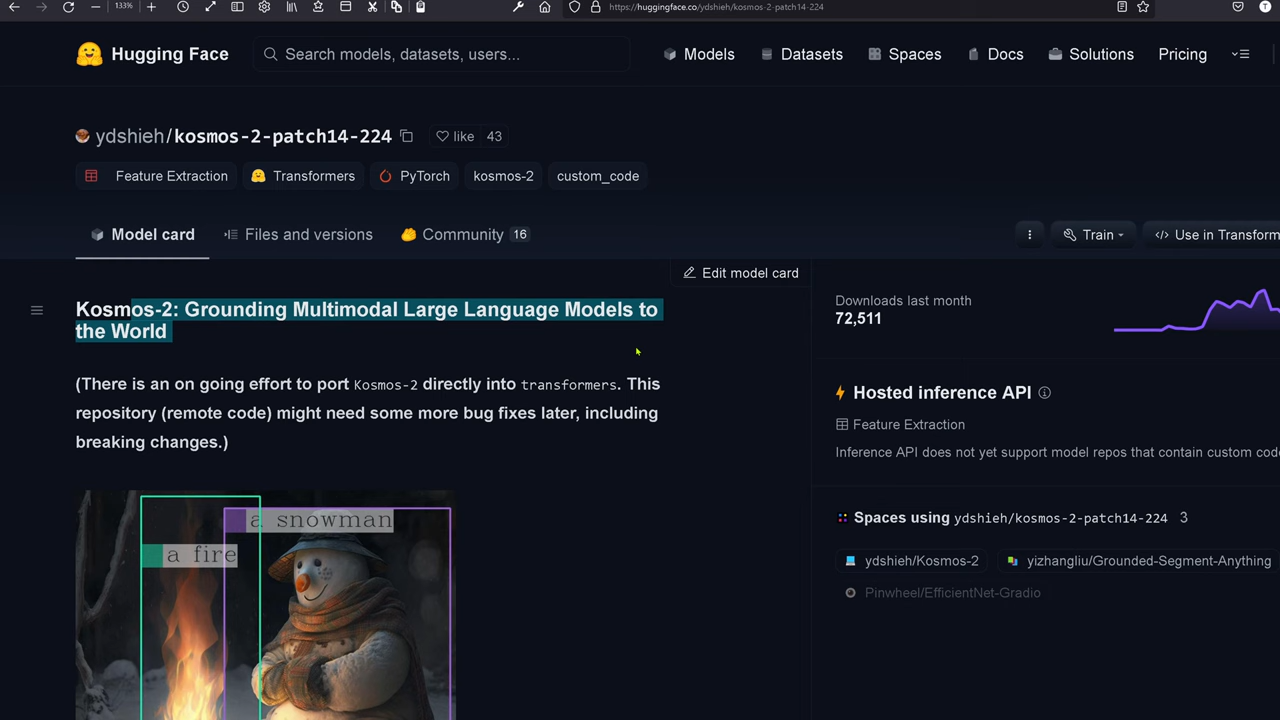 133%
https://huggingface.co/ydshieh/kosmos-2-patch14-224
T
Hugging Face
Search models, datasets, users...
Models
Datasets
Spaces
Docs
Solutions
Pricing
ydshieh/kosmos-2-patch14-224
like 43
Feature Extraction
Transformers
PyTorch
kosmos-2
custom_code
Model card
Files and versions
Community 16
Train
</> Use in Transform
Edit model card
Kosmos-2: Grounding Multimodal Large Language Models to
the World
(There is an on going effort to port Kosmos-2 directly into transformers. This
repository (remote code) might need some more bug fixes later, including
breaking changes.)
a snowman
a fire
Downloads last month
72,511
Hosted inference API
Feature Extraction
Inference API does not yet support model repos that contain custom cod
Spaces using ydshieh/kosmos-2-patch14-224 3
ydshieh/Kosmos-2
yizhangliu/Grounded-Segment-Anything
Pinwheel/EfficientNet-Gradio